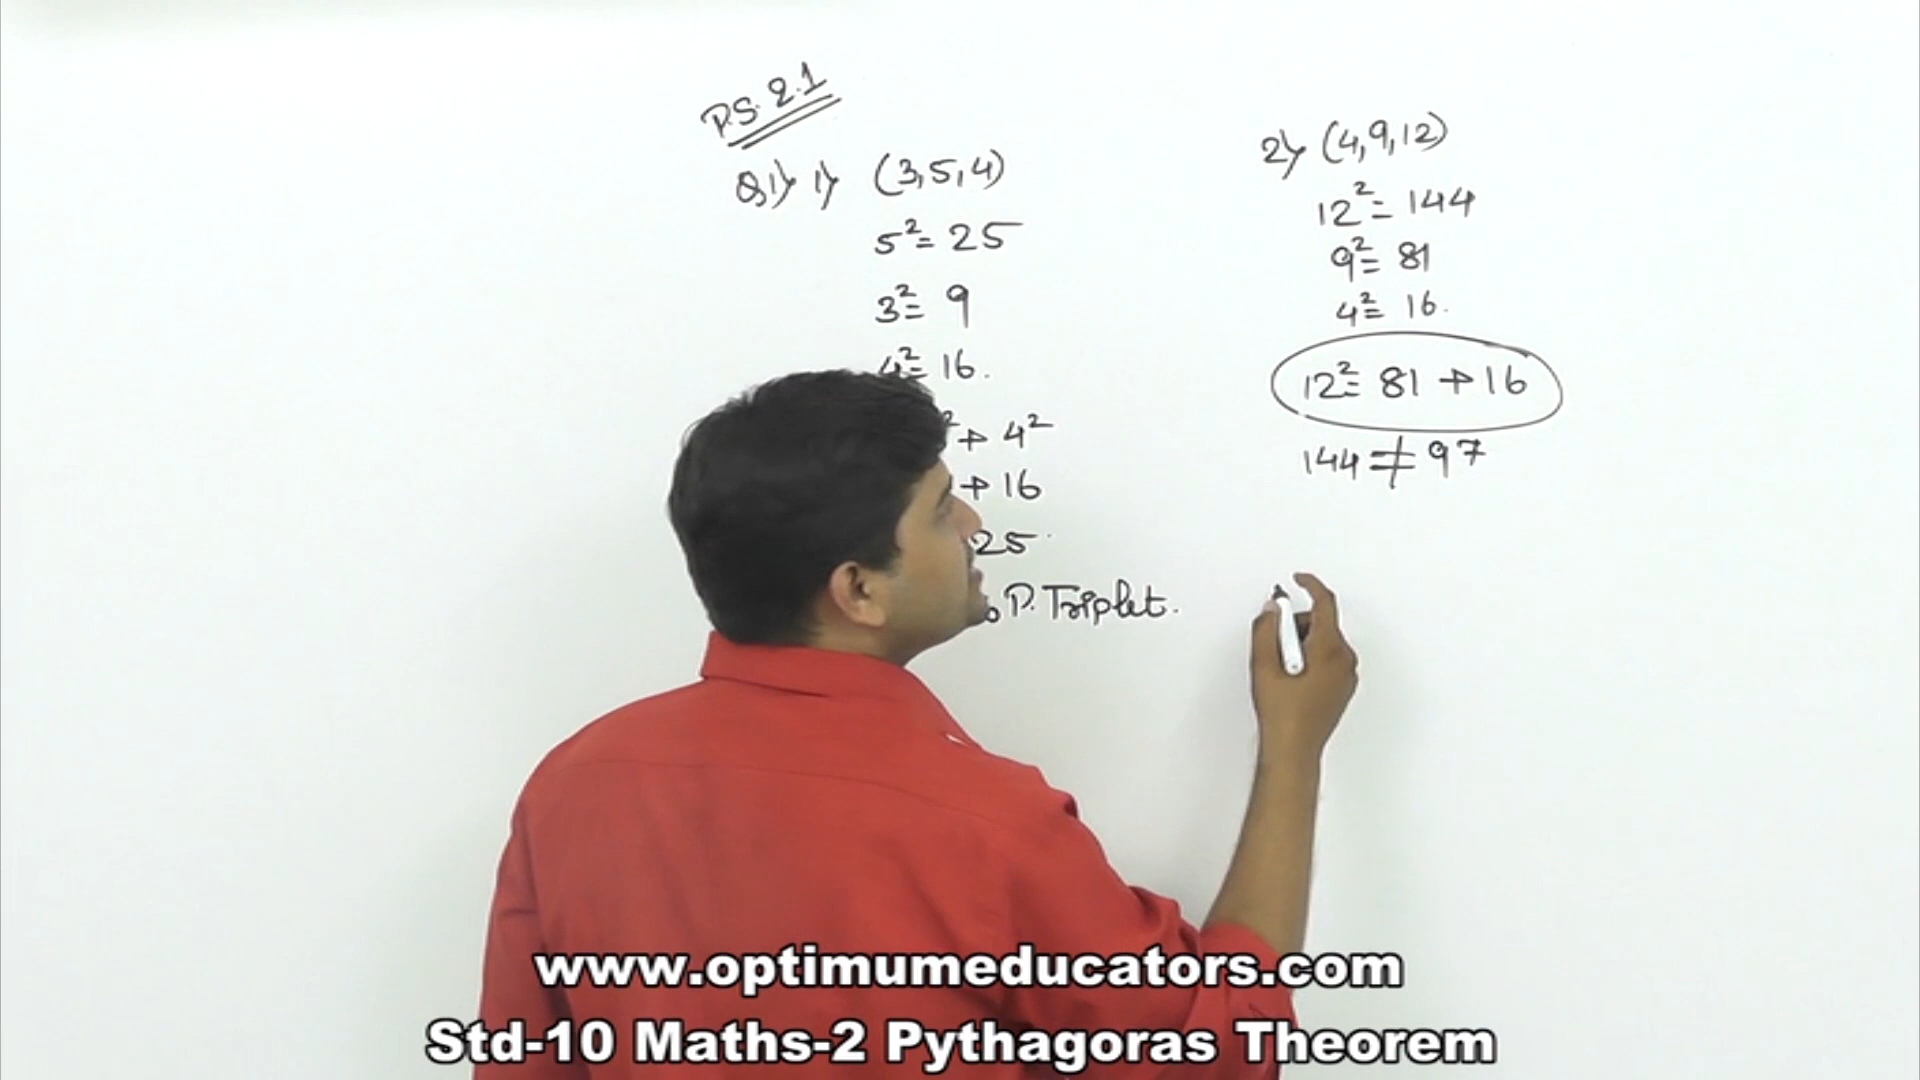 P.S. 2.1
Q1) 1) (3,5,4)
5² = 25
3² = 9
4² = 16.
² + 4²
+ 16
25
P. Triplet.
2) (4,9,12)
12² = 144
9² = 81
4² = 16.
12² = 81 + 16
144 ≠ 97
www.optimumeducators.com
Std-10 Maths-2 Pythagoras Theorem